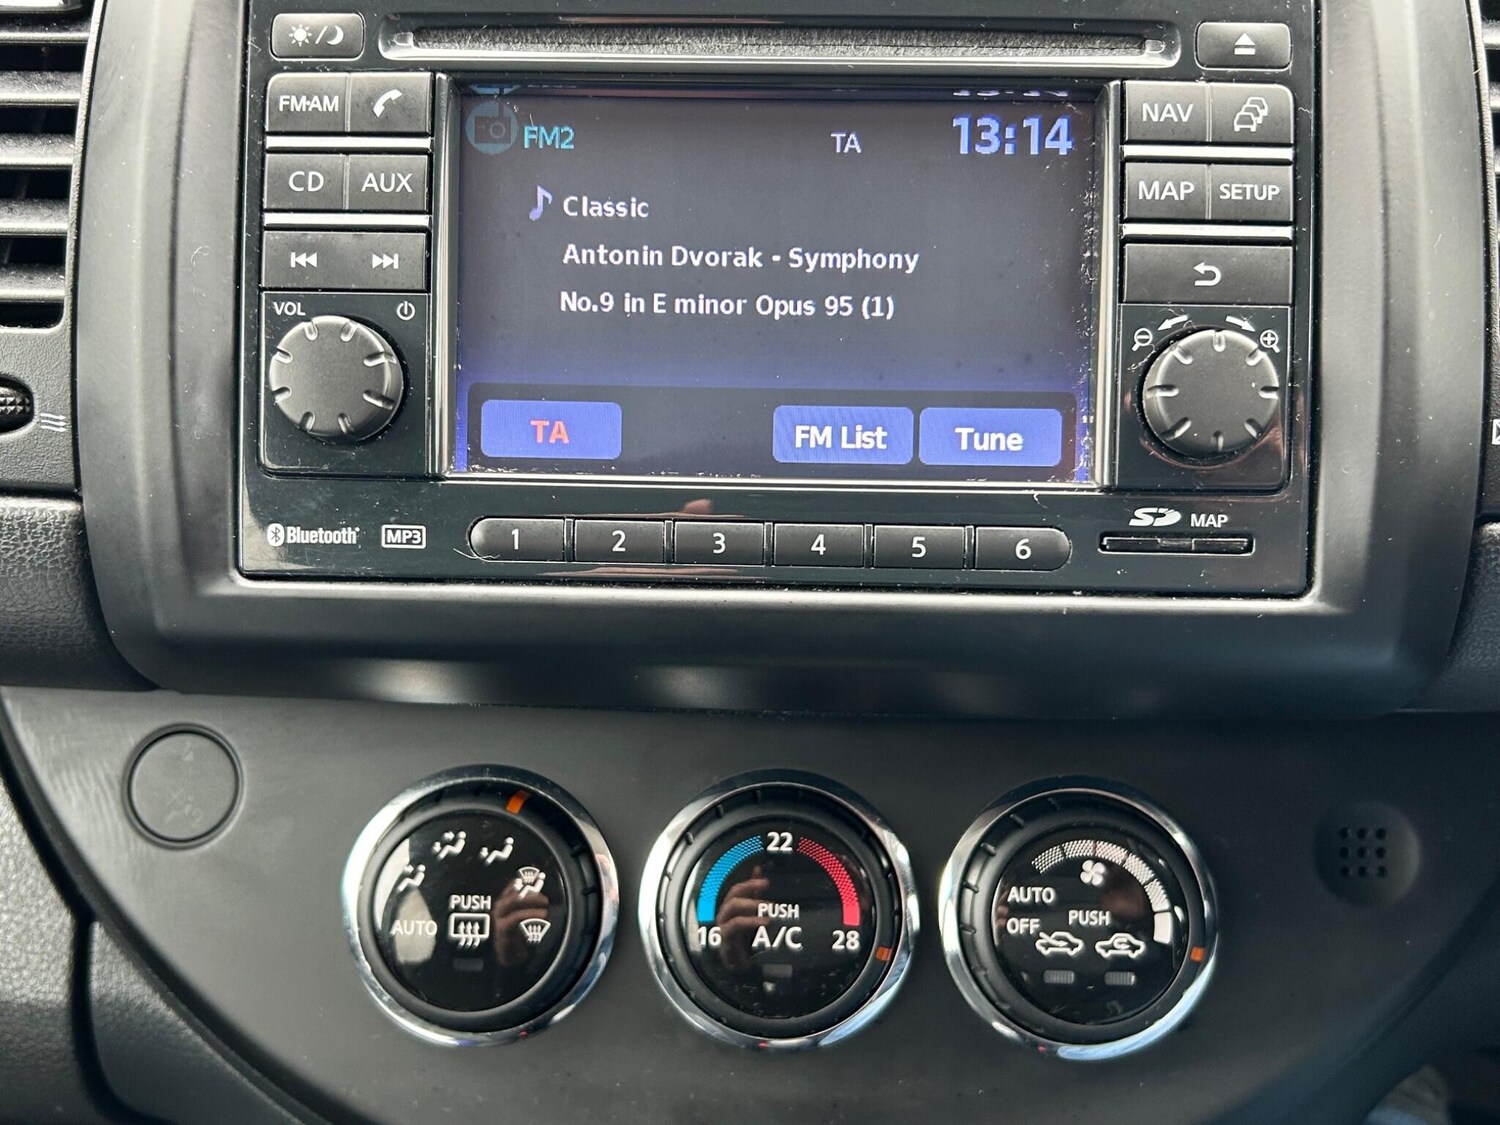 FM·AM
CD
AUX
VOL
FM2
TA
13:14
Classic
Antonin Dvorak - Symphony
No.9 in E minor Opus 95 (1)
TA
FM List
Tune
NAV
MAP
SETUP
Bluetooth
MP3
1
2
3
4
5
6
SD
MAP
PUSH
AUTO
22
PUSH
16
A/C
28
AUTO
OFF
PUSH